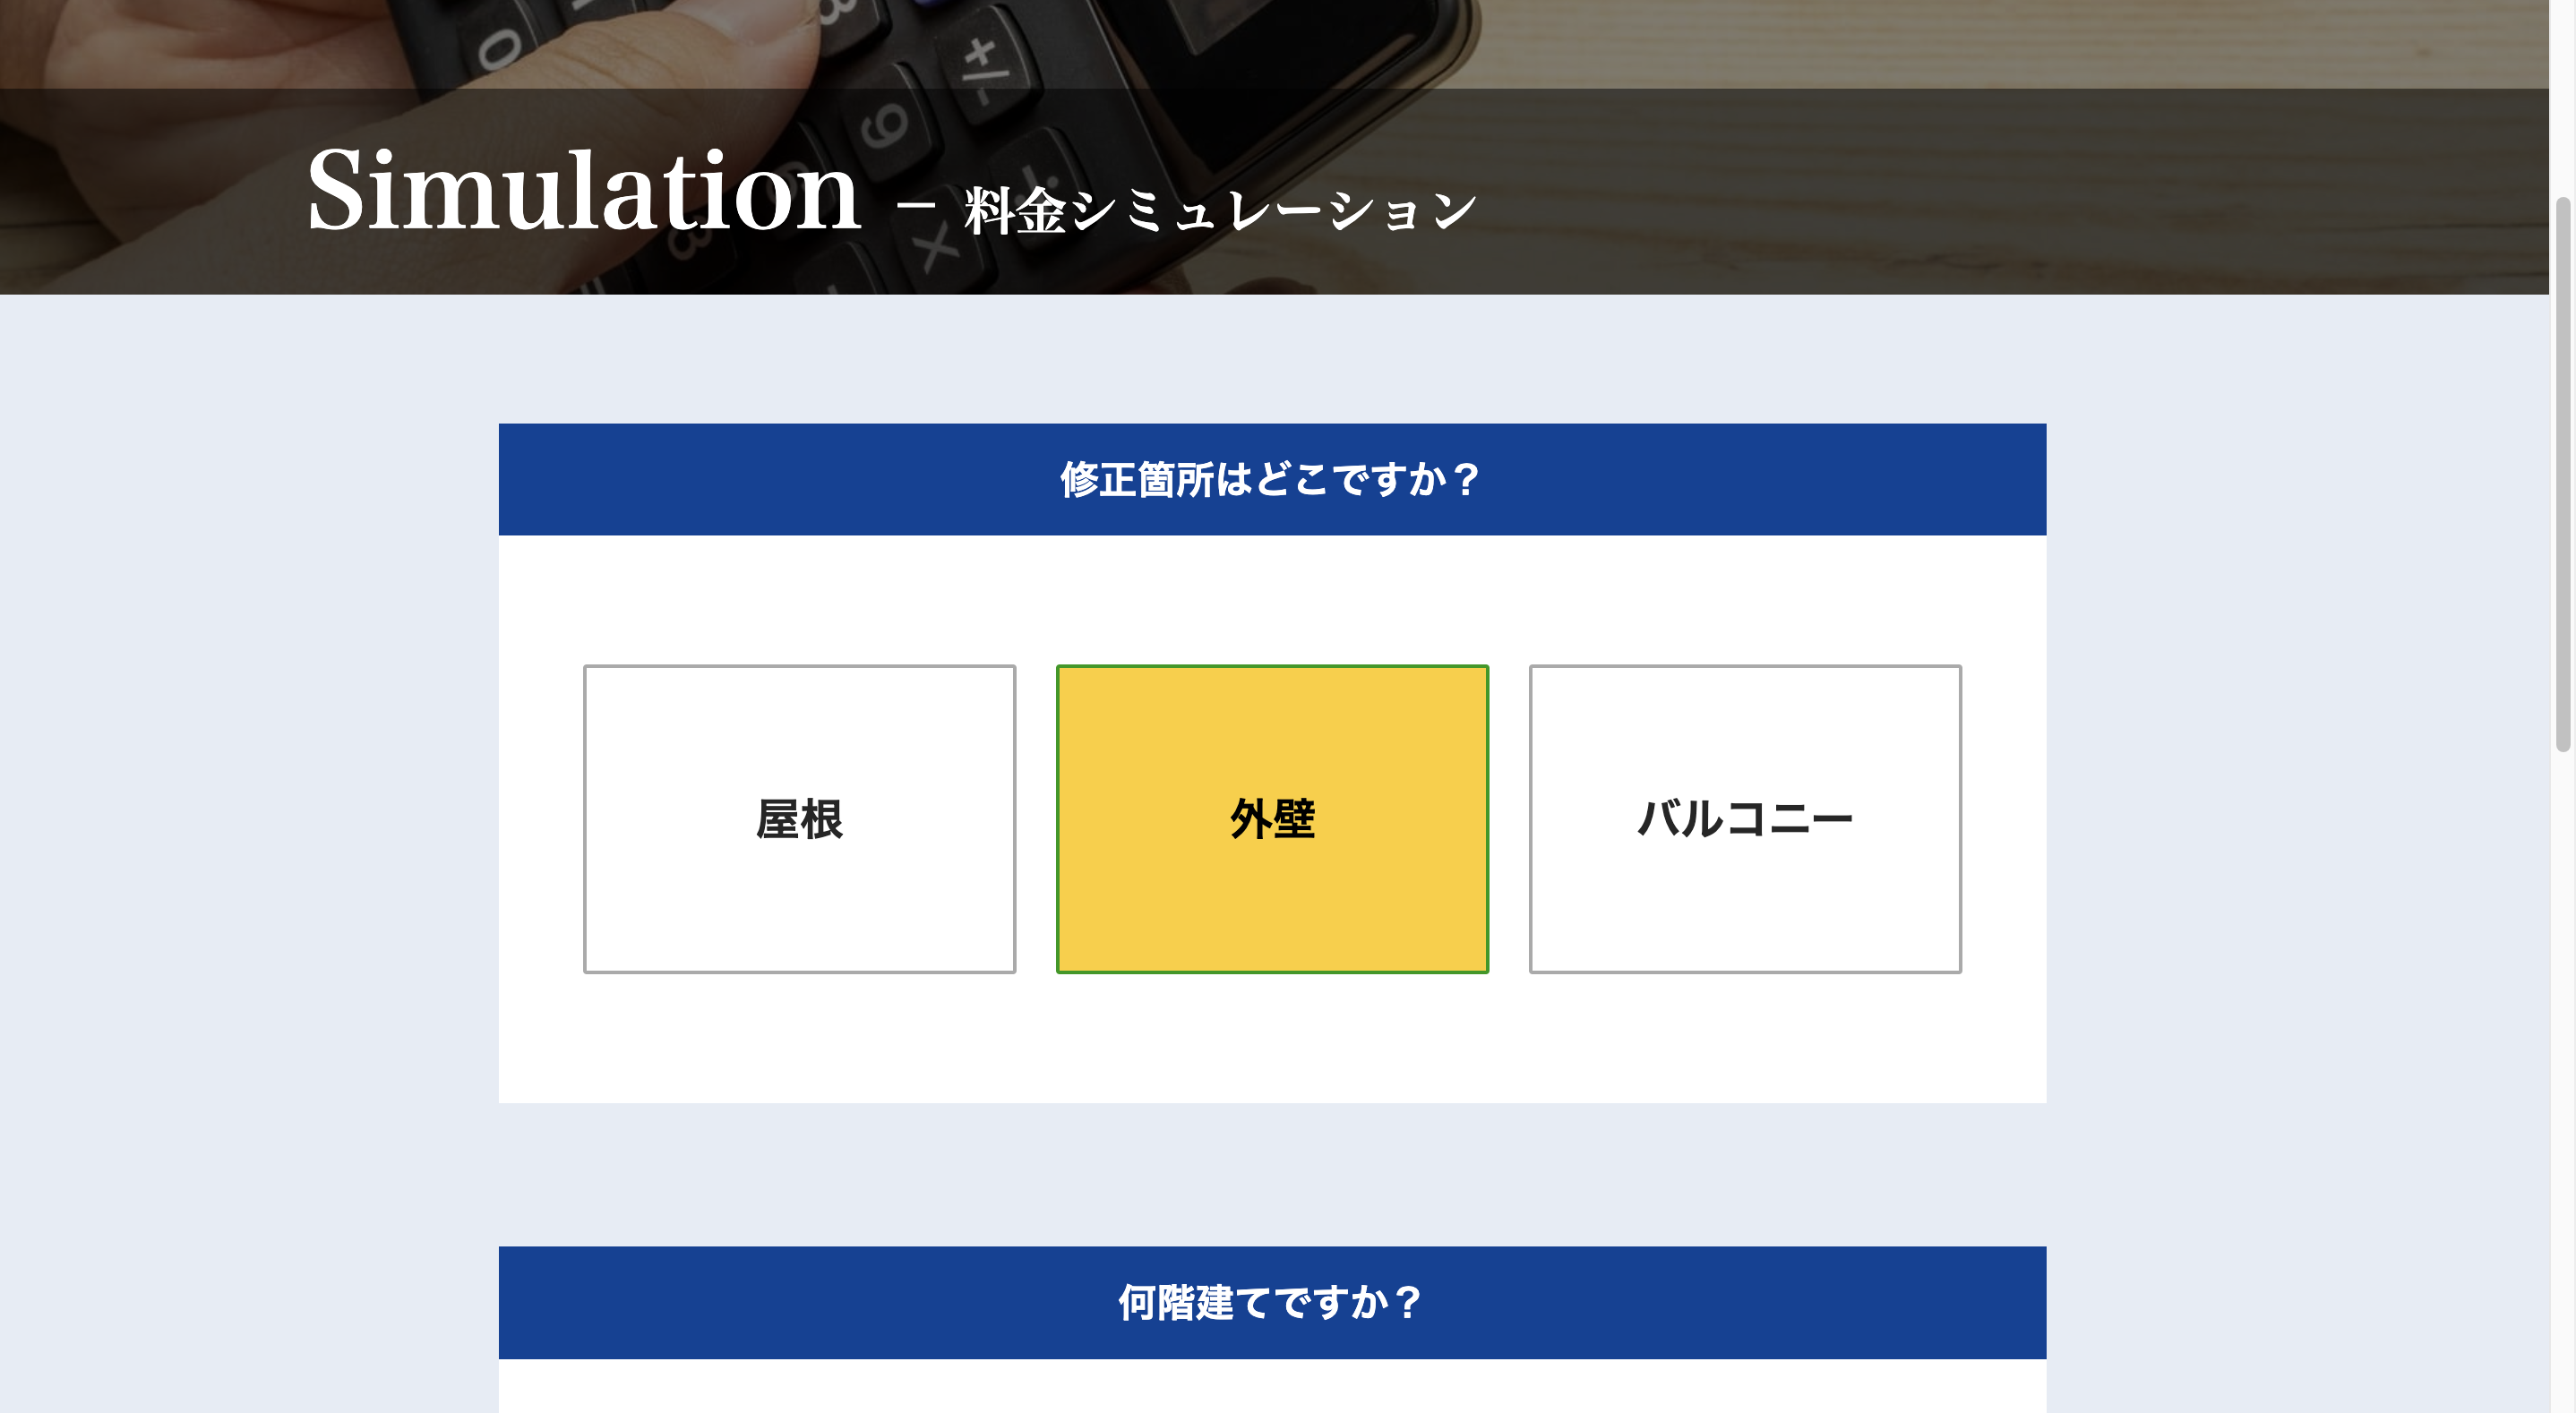 Simulation – 料金シミュレーション
修正箇所はどこですか？
屋根
外壁
バルコニー
何階建てですか？